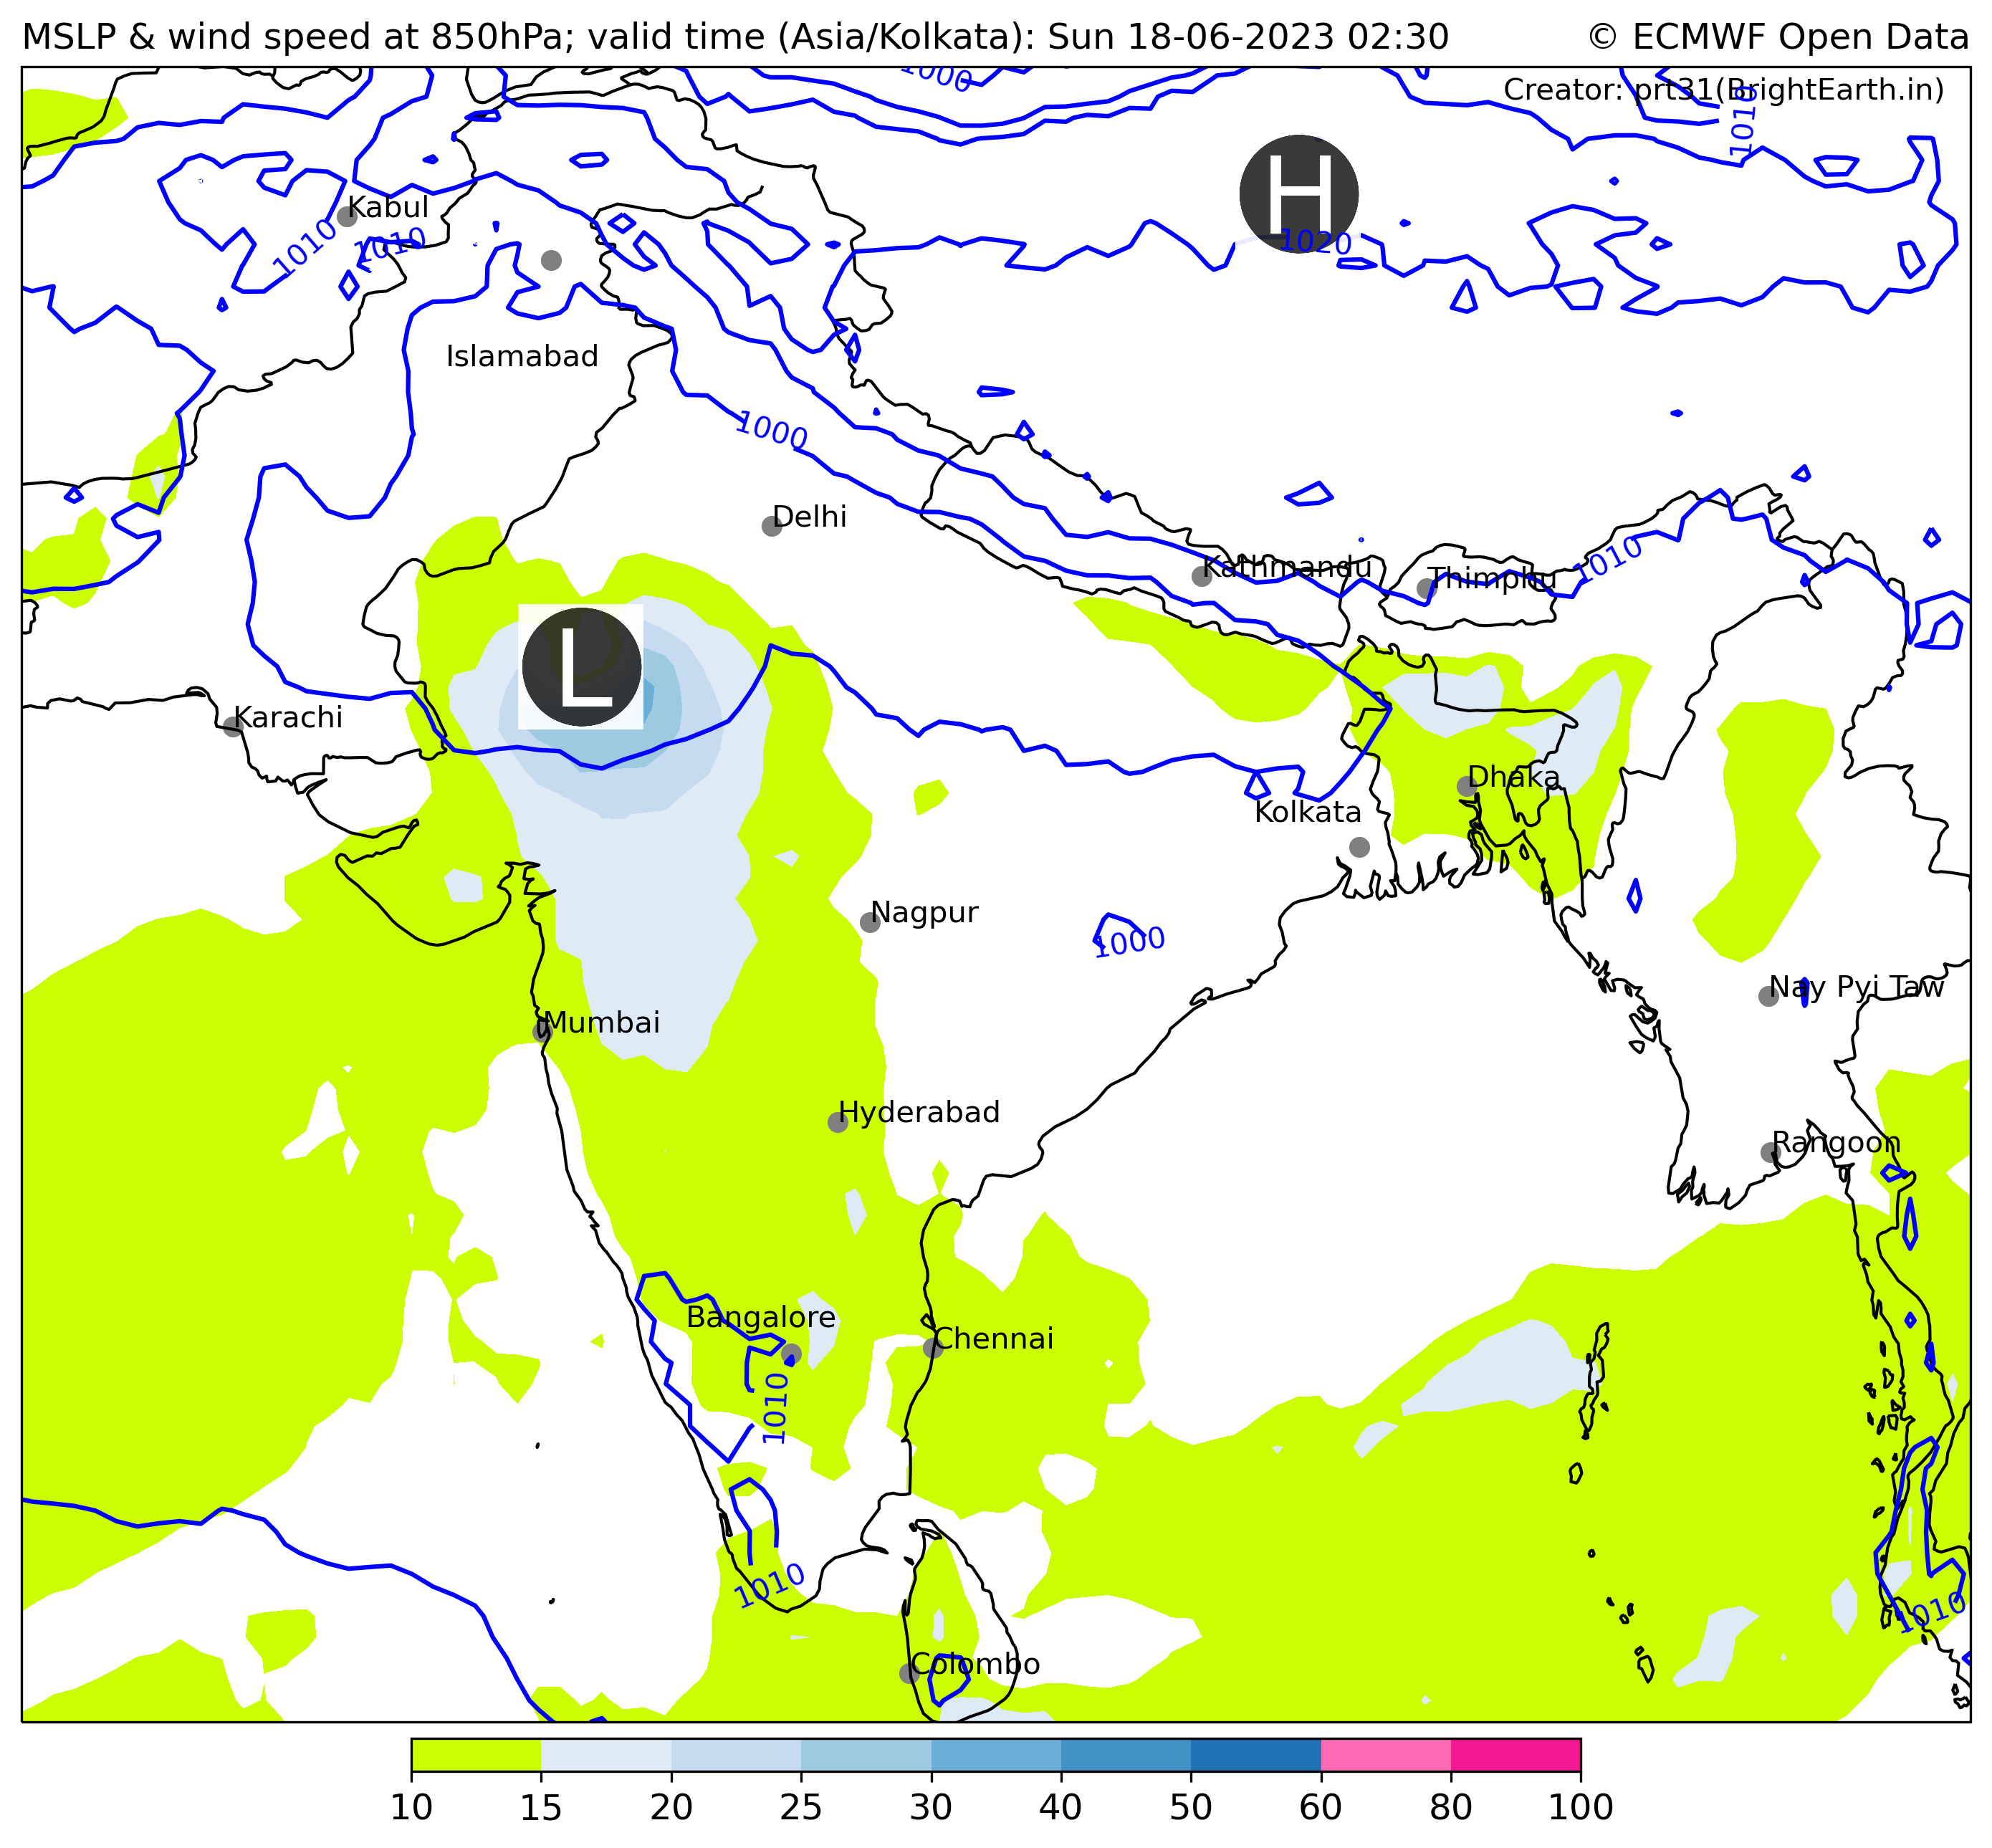 MSLP & wind speed at 850hPa; valid time (Asia/Kolkata): Sun 18-06-2023 02:30
© ECMWF Open Data
1000
Creator: prt31(BrightEarth.in)
1010
H
Kabul
1010
1010
1020
Islamabad
1000
Delhi
Kathmandu
1010
Thimphu
L
Karachi
Dhaka
Kolkata
Nagpur
1000
Nay Pyi Taw
Mumbai
Hyderabad
Rangoon
Bangalore
Chennai
1010
1010
1010
Colombo
10 15 20 25 30 40 50 60 80 100